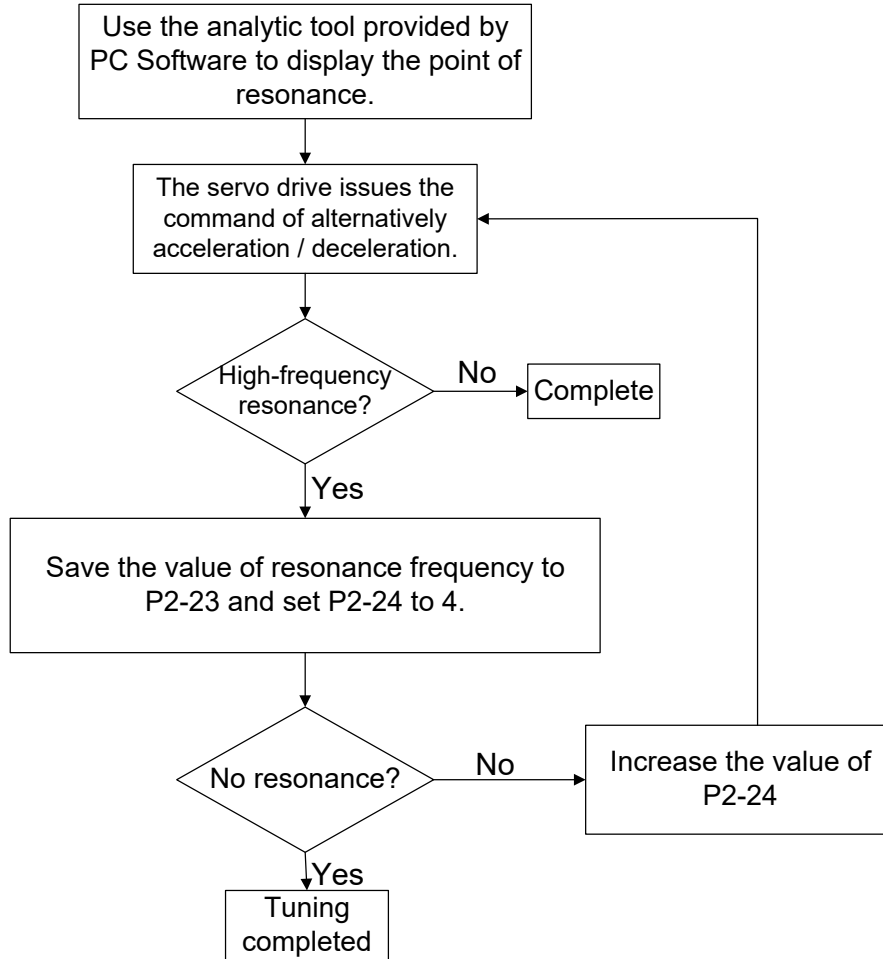 Use the analytic tool provided by
PC Software to display the point of
resonance.
The servo drive issues the
command of alternatively
acceleration / deceleration.
High-frequency
resonance?
No
Complete
Yes
Save the value of resonance frequency to
P2-23 and set P2-24 to 4.
No resonance?
No
Increase the value of
P2-24
Yes
Tuning
completed